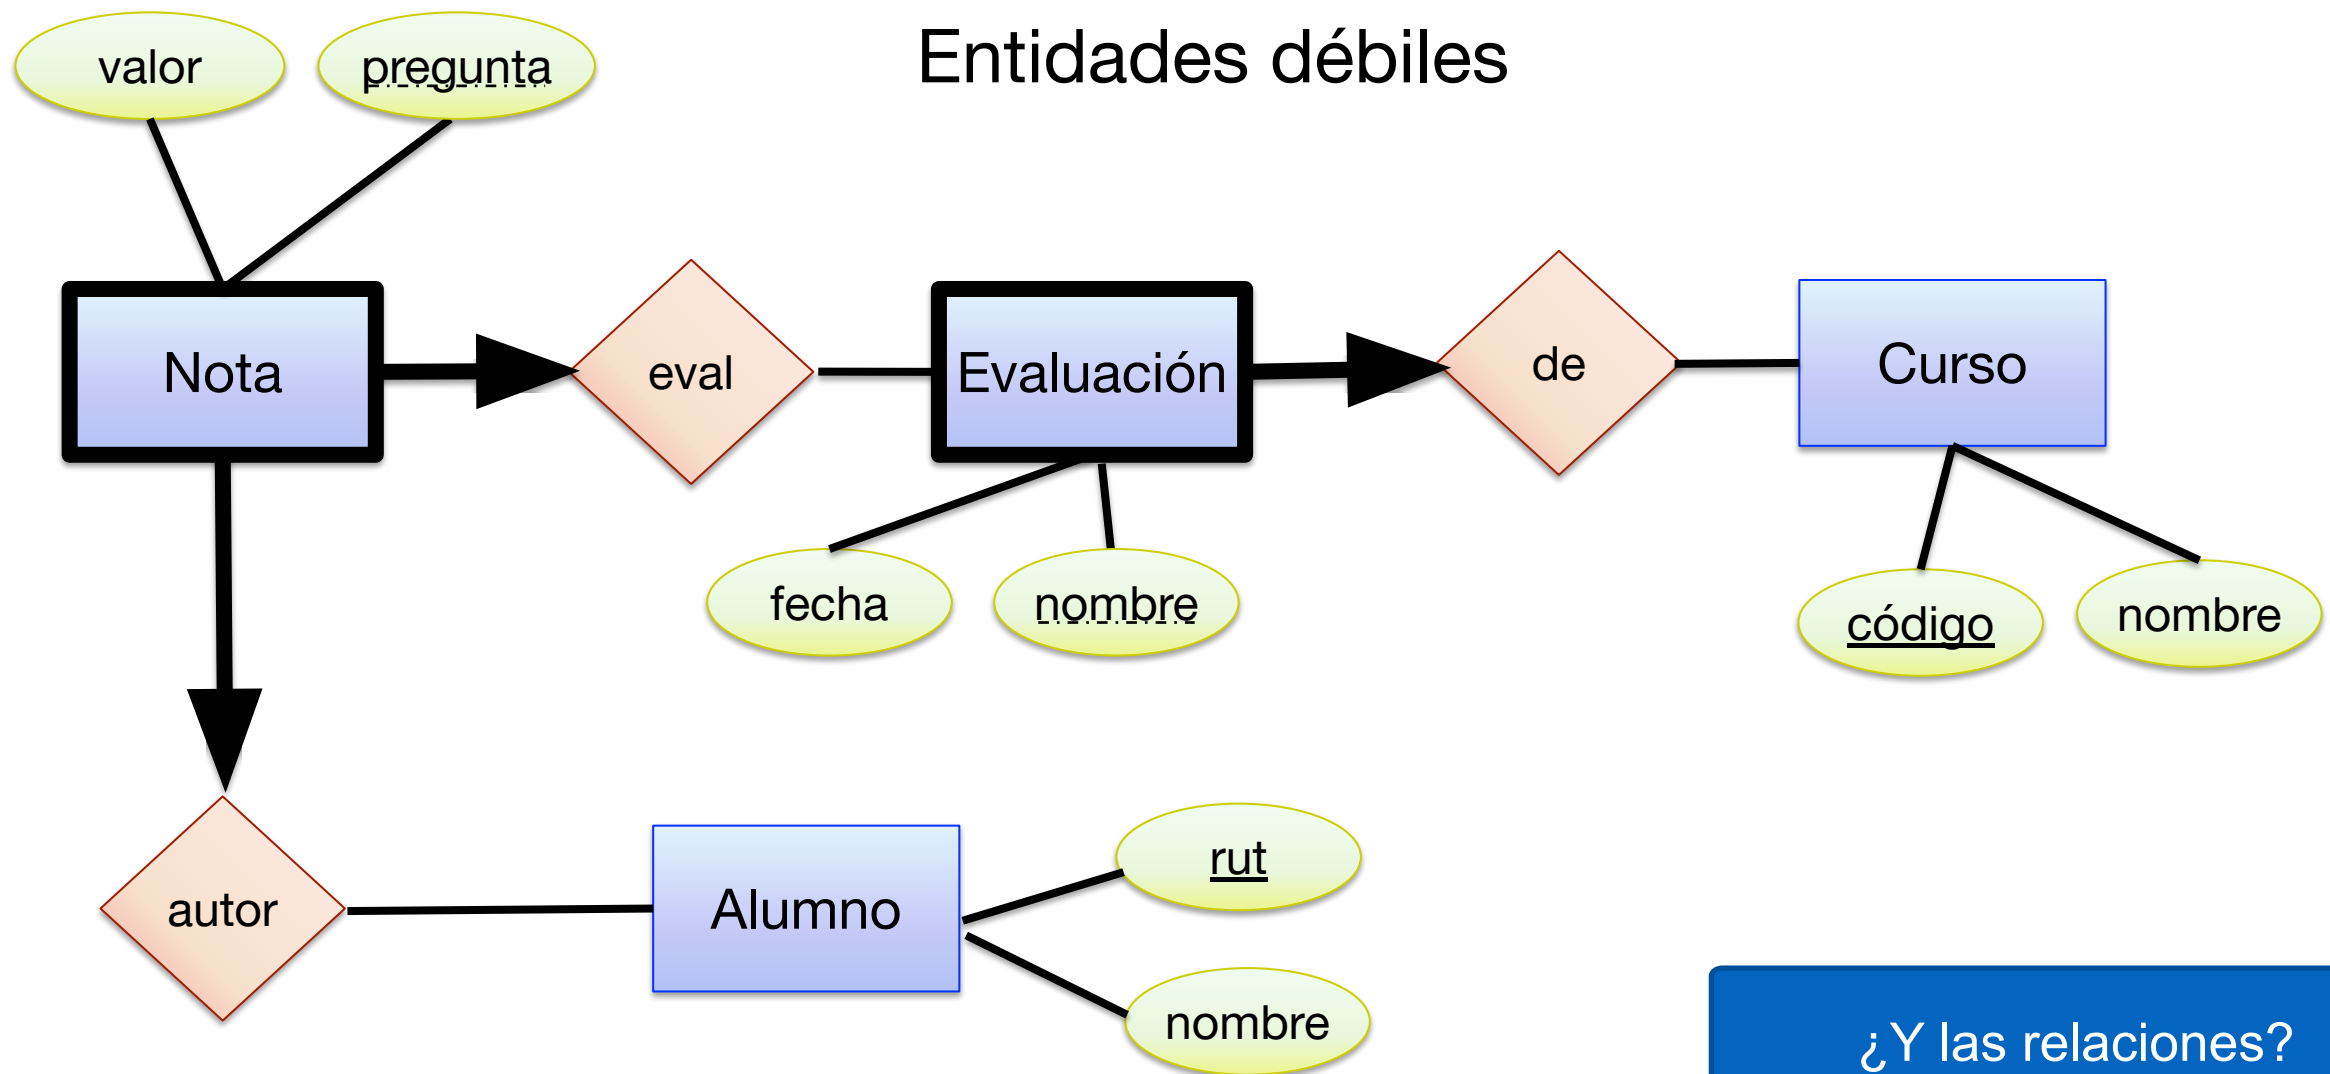 Entidades débiles
valor
pregunta
Nota
eval
Evaluación
de
Curso
fecha
nombre
código
nombre
autor
Alumno
rut
nombre
¿Y las relaciones?